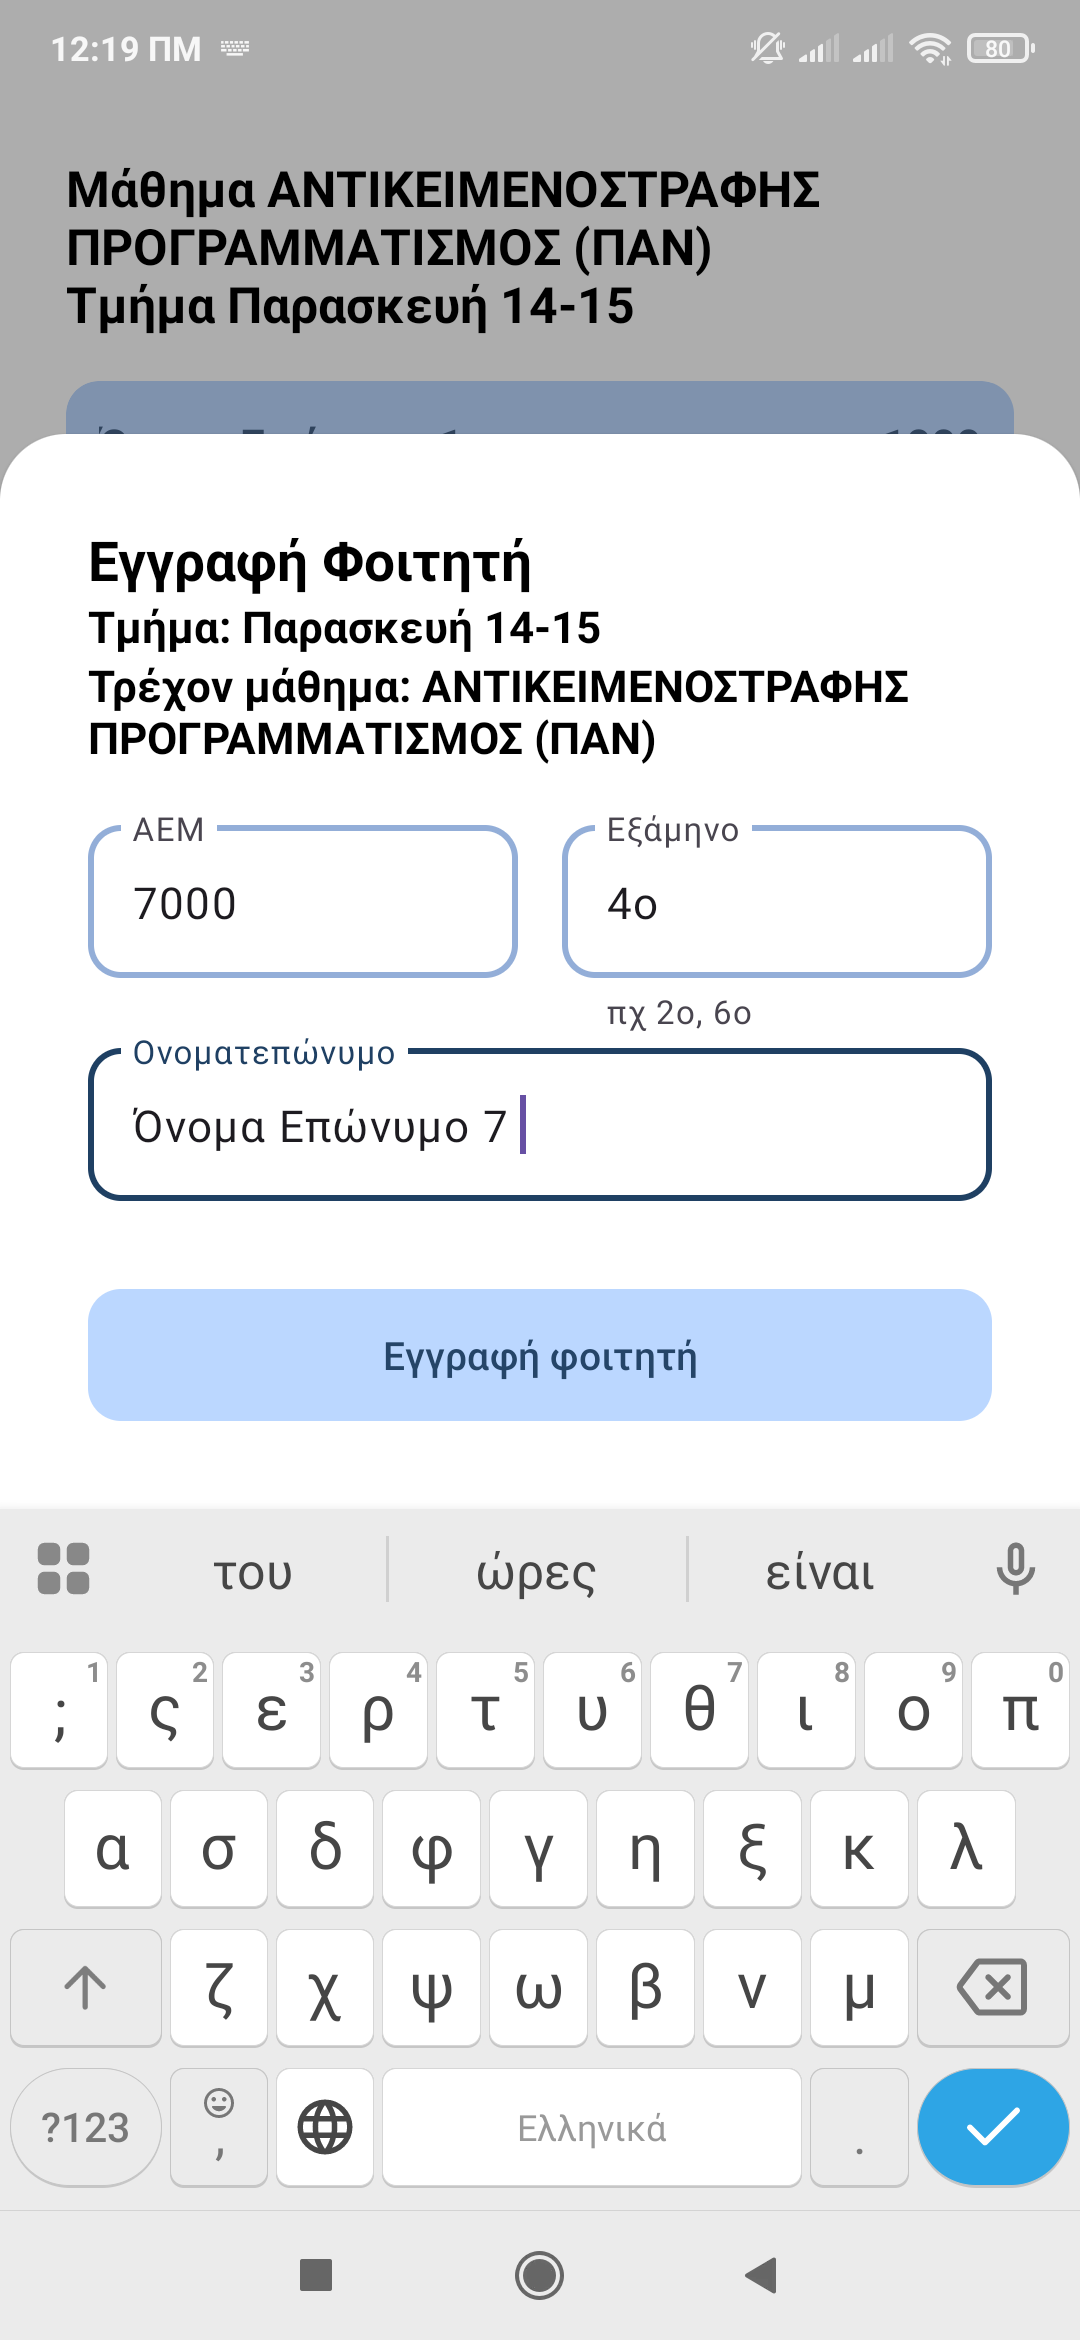 12:19 ΠΜ
80
Μάθημα ΑΝΤΙΚΕΙΜΕΝΟΣΤΡΑΦΗΣ
ΠΡΟΓΡΑΜΜΑΤΙΣΜΟΣ (ΠΑΝ)
Τμήμα Παρασκευή 14-15
Εγγραφή Φοιτητή
Τμήμα: Παρασκευή 14-15
Τρέχον μάθημα: ΑΝΤΙΚΕΙΜΕΝΟΣΤΡΑΦΗΣ
ΠΡΟΓΡΑΜΜΑΤΙΣΜΟΣ (ΠΑΝ)
ΑΕΜ
Εξάμηνο
7000
4ο
πχ 2ο, 6ο
Ονοματεπώνυμο
Όνομα Επώνυμο 7
Εγγραφή φοιτητή
του ώρες είναι
1 2 3 4 5 6 7 8 9 0
; ς ε ρ τ υ θ ι ο π
α σ δ φ γ η ξ κ λ
ζ χ ψ ω β ν μ
?123 , Ελληνικά .